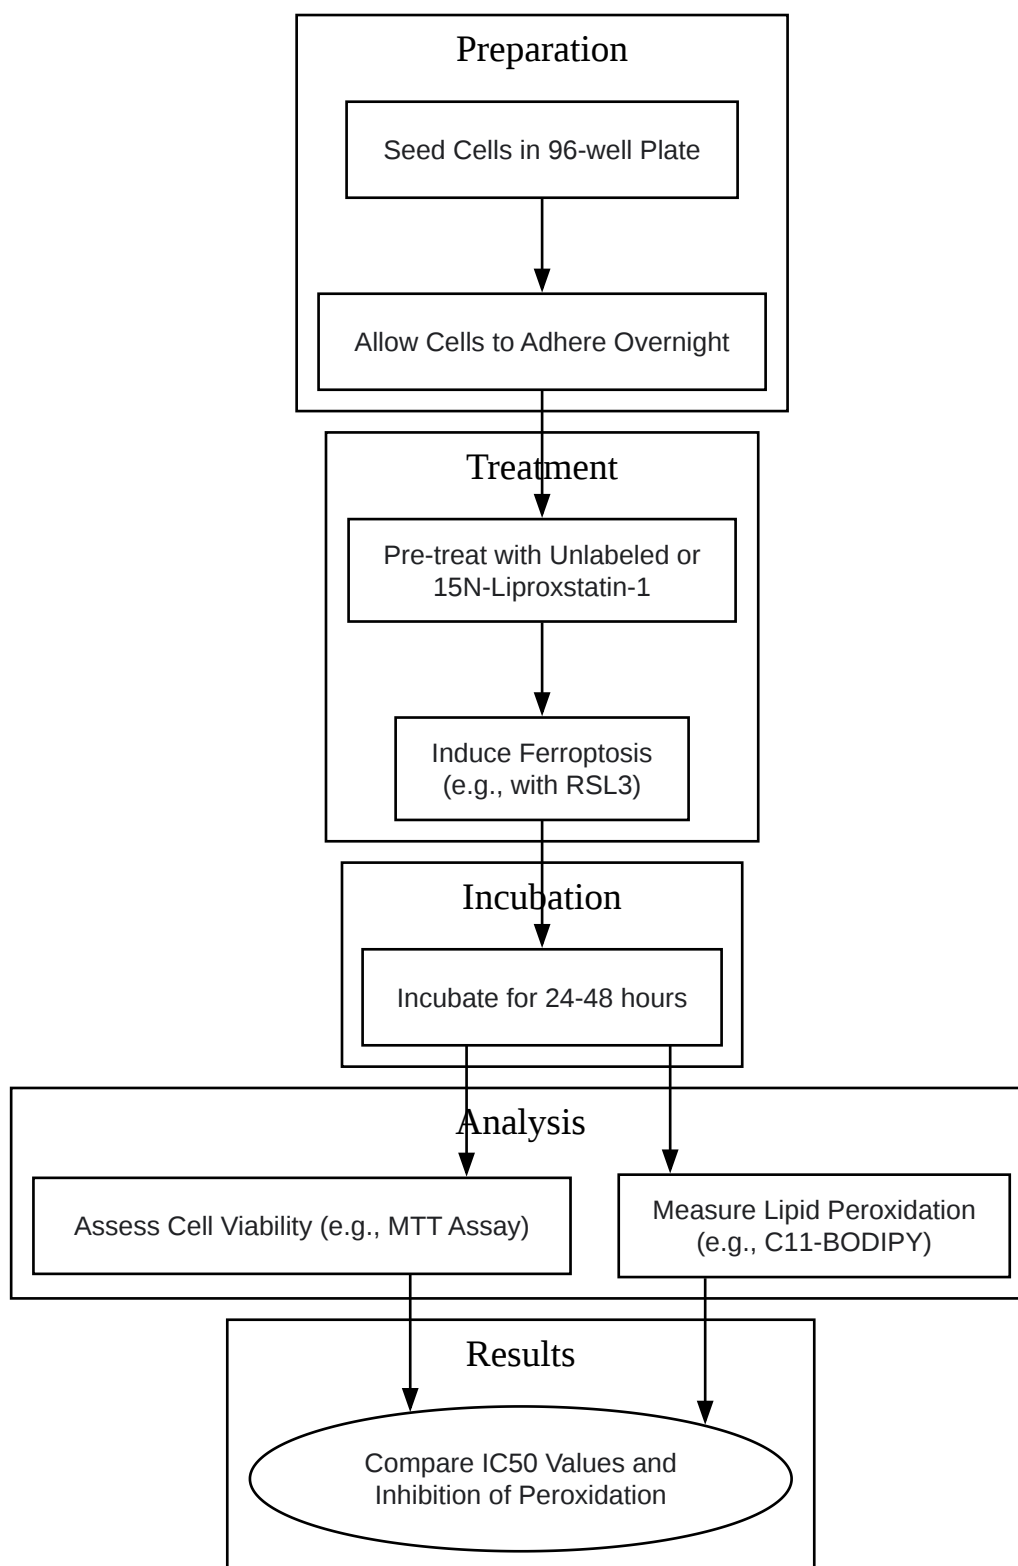 Preparation
Seed Cells in 96-well Plate
Allow Cells to Adhere Overnight
Treatment
Pre-treat with Unlabeled or
15N-Liproxstatin-1
Induce Ferroptosis
(e.g., with RSL3)
Incubation
Incubate for 24-48 hours
Analysis
Assess Cell Viability (e.g., MTT Assay)
Measure Lipid Peroxidation
(e.g., C11-BODIPY)
Results
Compare IC50 Values and
Inhibition of Peroxidation